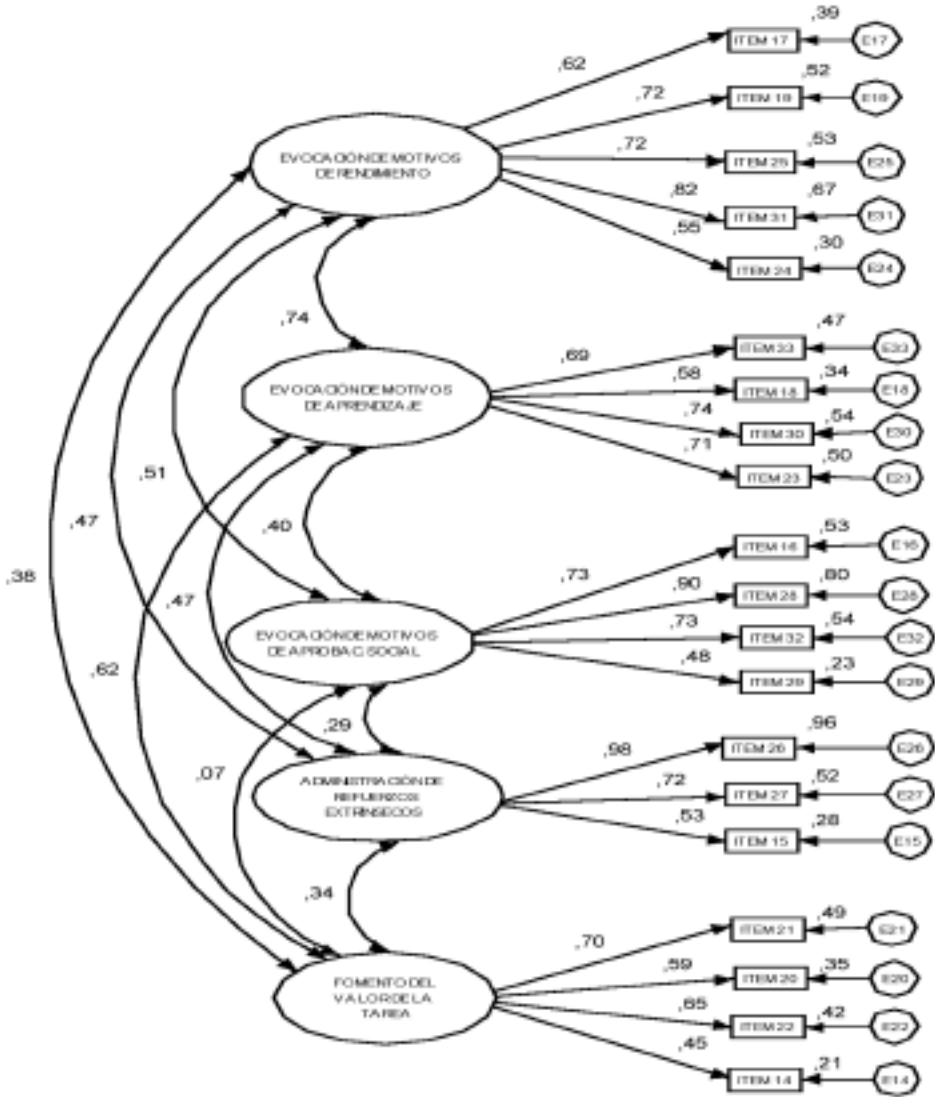 ,39
ITEM 17
E17
,62
,52
,72
ITEM 19
E19
EVOCACIÓN DE MOTIVOS
DE RENDIMIENTO
,72
,53
ITEM 25
E25
,82
,67
ITEM 31
E31
,55
,30
ITEM 24
E24
,74
,47
,69
ITEM 33
E33
EVOCACIÓN DE MOTIVOS
DE APRENDIZAJE
,58
,34
ITEM 18
E18
,74
,54
ITEM 30
E30
,71
,50
ITEM 23
E23
,51
,47
,40
,38
,53
ITEM 16
E16
,73
,90
,80
ITEM 28
E28
,47
EVOCACIÓN DE MOTIVOS
DE APROBAC. SOCIAL
,73
,54
ITEM 32
E32
,48
,23
ITEM 29
E29
,62
,29
,07
,96
,98
ITEM 26
E26
ADMINISTRACIÓN DE
REFUERZOS
EXTRÍNSECOS
,72
,52
ITEM 27
E27
,53
,28
ITEM 15
E15
,34
,49
,70
ITEM 21
E21
FOMENTO DEL
VALOR DE LA
TAREA
,59
,35
ITEM 20
E20
,65
,42
ITEM 22
E22
,45
,21
ITEM 14
E14